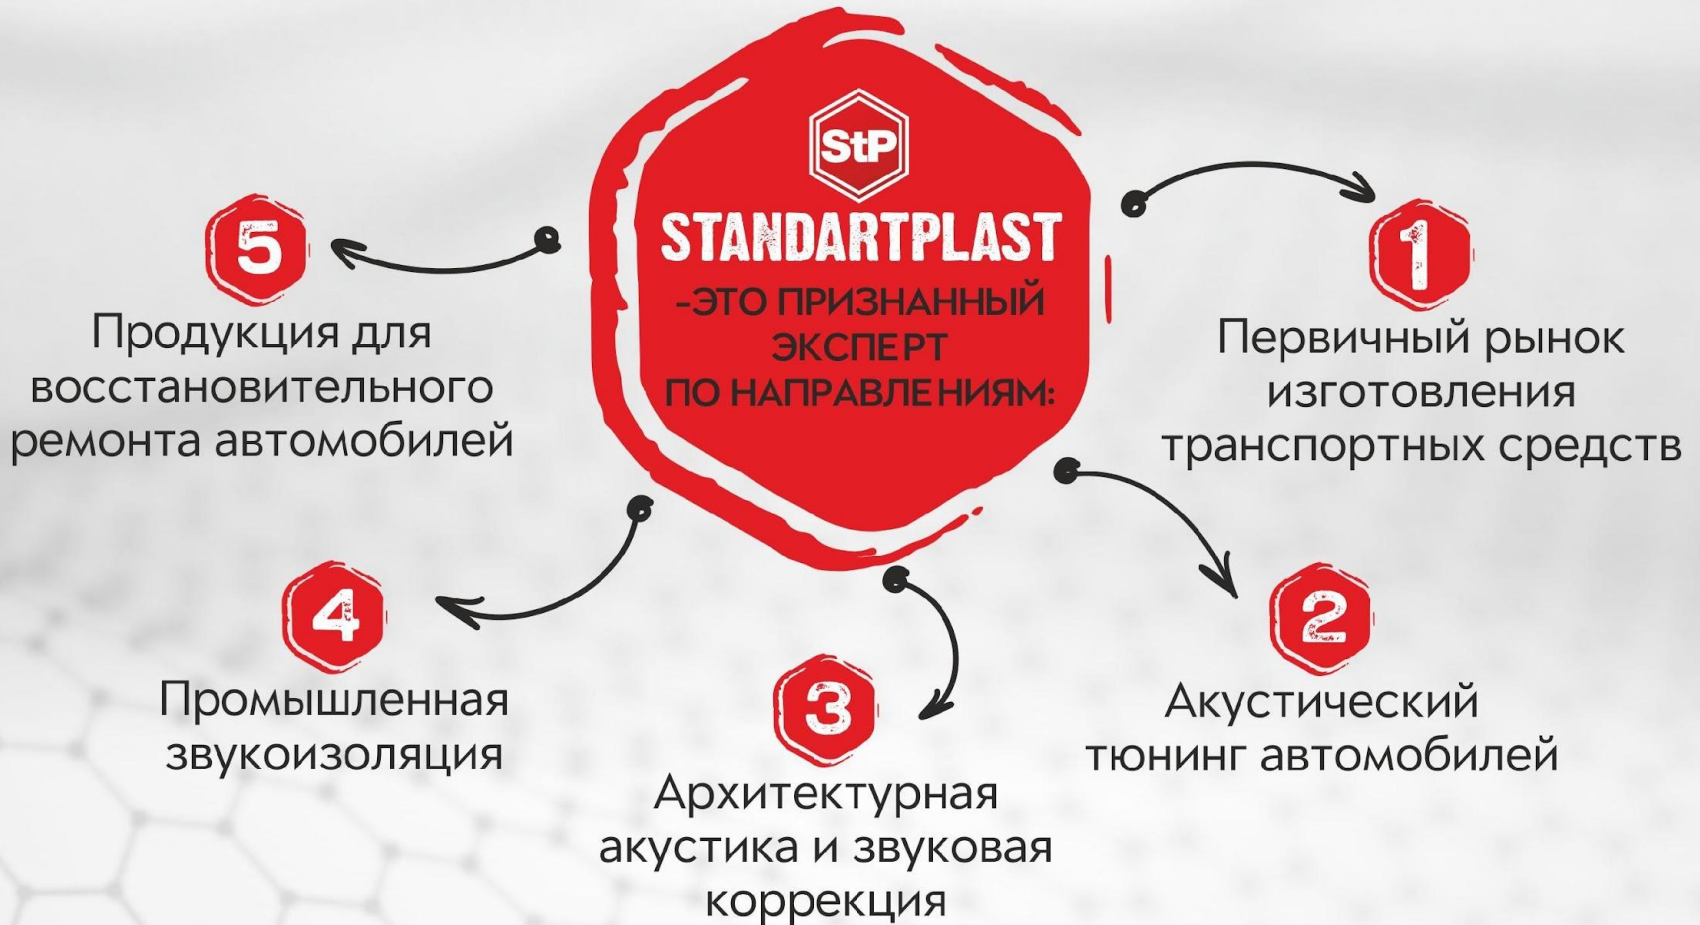 StP
STANDARTPLAST
-ЭТО ПРИЗНАННЫЙ
ЭКСПЕРТ
ПО НАПРАВЛЕНИЯМ:
1
Первичный рынок
изготовления
транспортных средств
2
Акустический
тюнинг автомобилей
3
Архитектурная
акустика и звуковая
коррекция
4
Промышленная
звукоизоляция
5
Продукция для
восстановительного
ремонта автомобилей